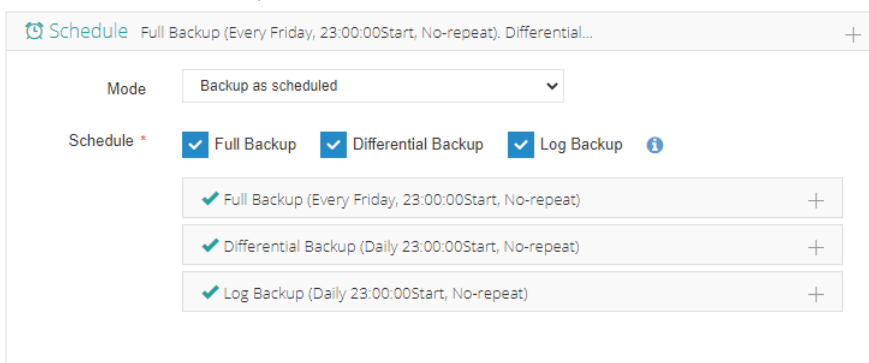 Schedule Full Backup (Every Friday, 23:00:00Start, No-repeat). Differential...
Mode Backup as scheduled
Schedule * Full Backup Differential Backup Log Backup
Full Backup (Every Friday, 23:00:00Start, No-repeat)
Differential Backup (Daily 23:00:00Start, No-repeat)
Log Backup (Daily 23:00:00Start, No-repeat)